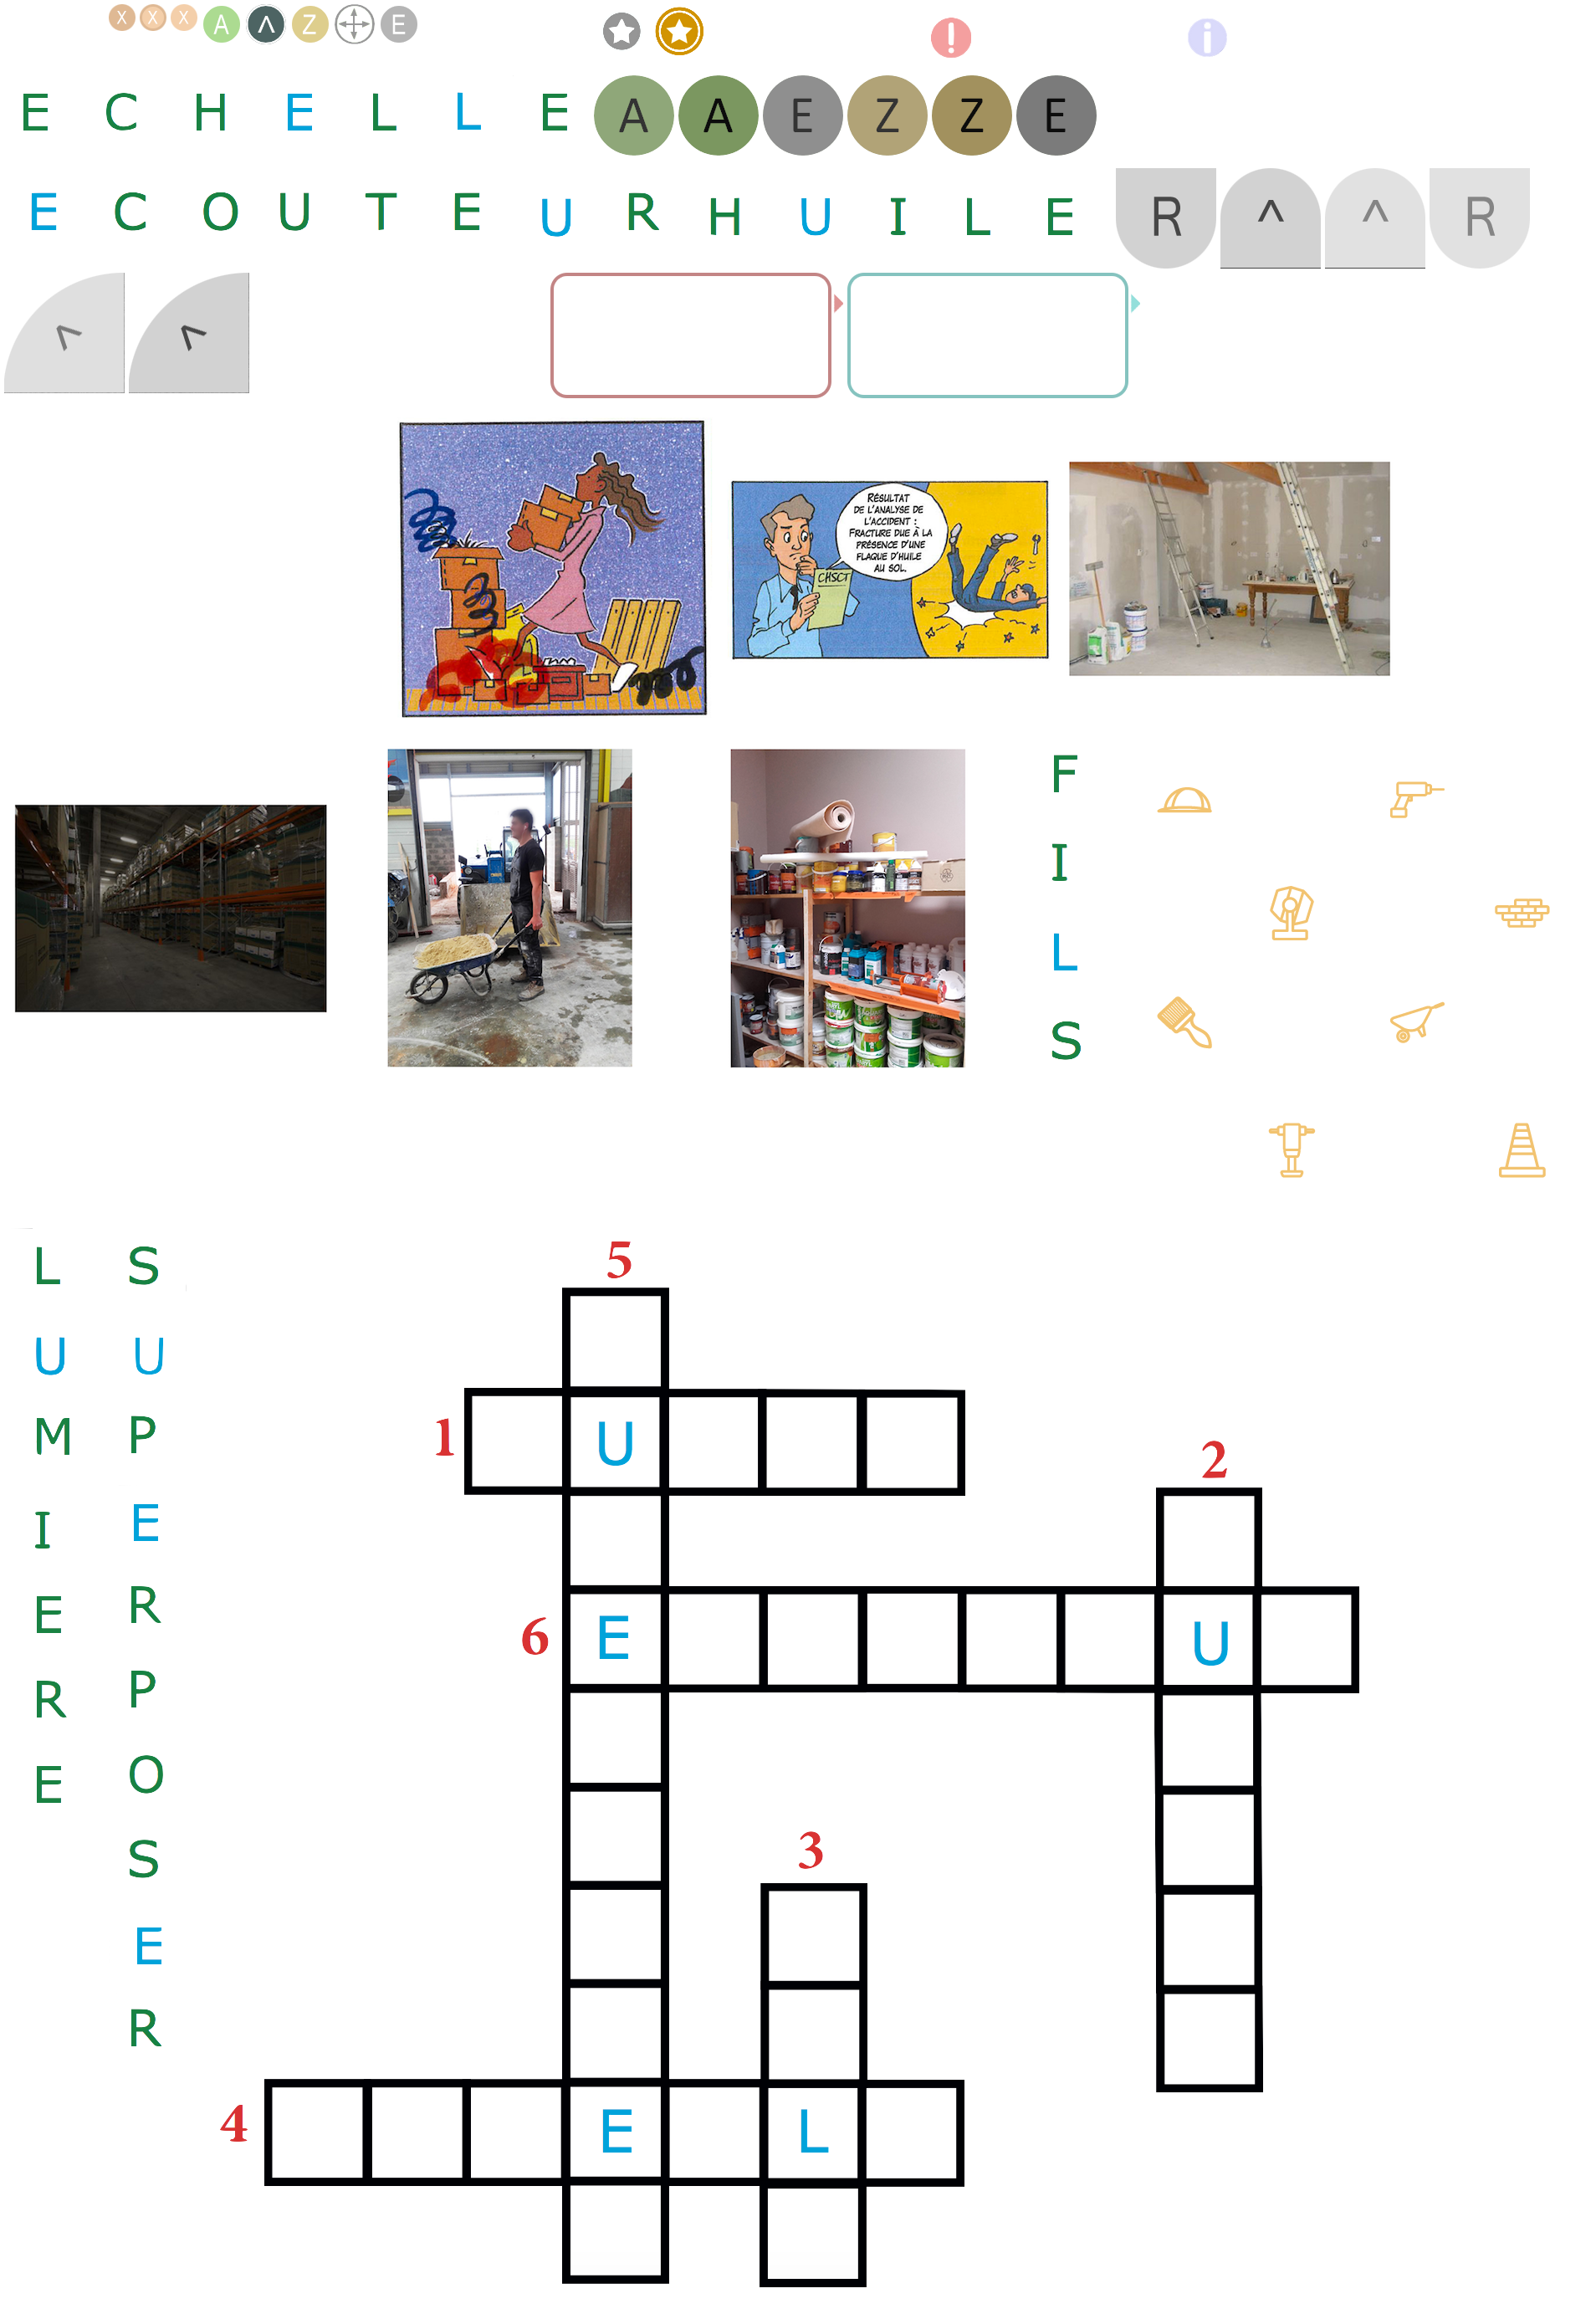 X X X A ^ Z E
! i
E C H E L L E A A E Z Z E
E C O U T E U R H U I L E R ^ ^ R
^ ^
RÉSULTAT
DE L'ANALYSE DE
L'ACCIDENT :
FRACTURE DUE À LA
PRÉSENCE D'UNE
FLAQUE D'HUILE
AU SOL.
CHSCT
F
I
L
S
L
U
M
I
E
R
E
S
U
P
E
R
P
O
S
E
R
5
1 U
2
6 E U
3
4 E L